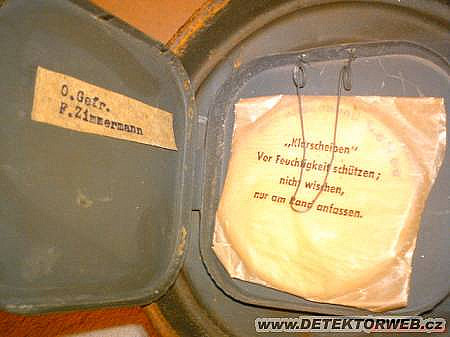 O.Gefr.
F.Zimmermann
„Klarscheiben"
Vor Feuchtigkeit schützen;
nicht wischen,
nur am Rand anfassen.
WWW.DETEKTORWEB.CZ